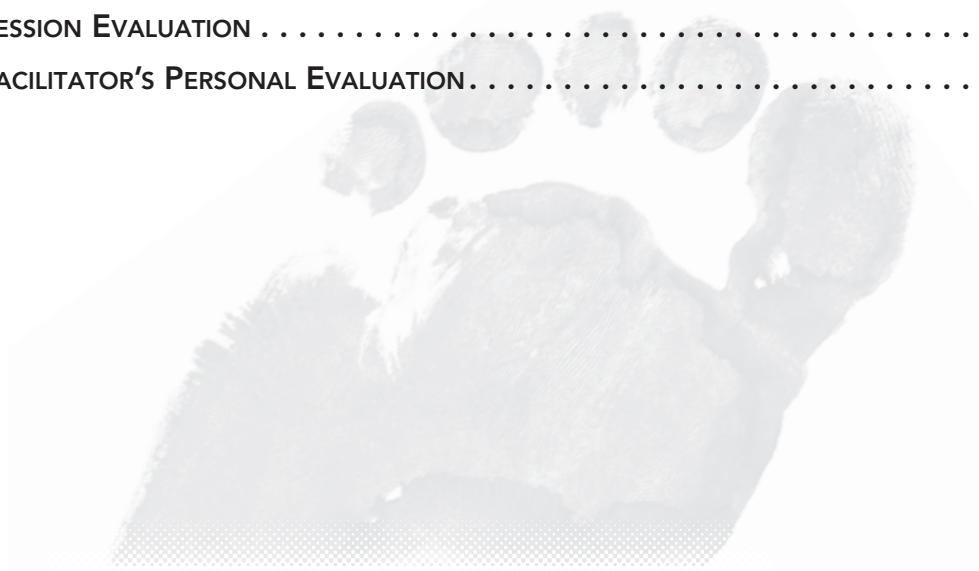 ESSION EVALUATION . . . . . . . . . . . . . . . . . . . . . . . . . . . . . . . . . . . . . .
ACILITATOR'S PERSONAL EVALUATION. . . . . . . . . . . . . . . . . . . . . . . . . . .